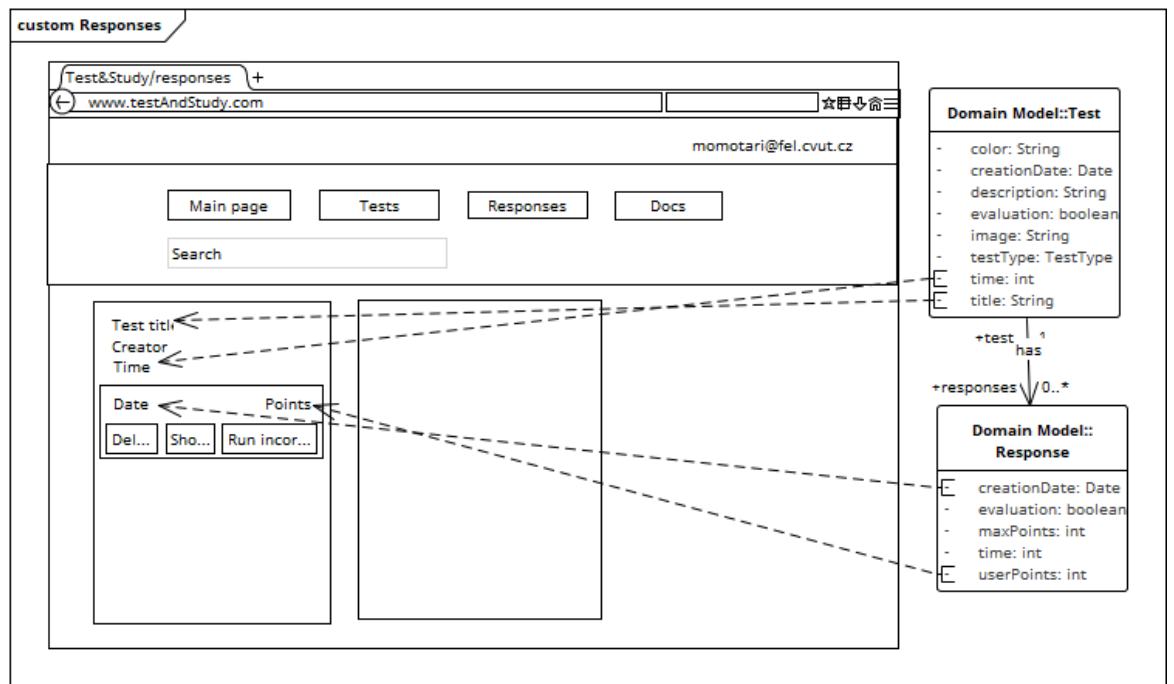 custom Responses
Test&Study/responses +
www.testAndStudy.com
momotari@fel.cvut.cz
Main page
Tests
Responses
Docs
Search
Test title
Creator
Time
Date
Points
Del...
Sho...
Run incor...
Domain Model::Test
- color: String
- creationDate: Date
- description: String
- evaluation: boolean
- image: String
- testType: TestType
- time: int
- title: String
+test 1
has
+responses 0..*
Domain Model::
Response
- creationDate: Date
- evaluation: boolean
- maxPoints: int
- time: int
- userPoints: int